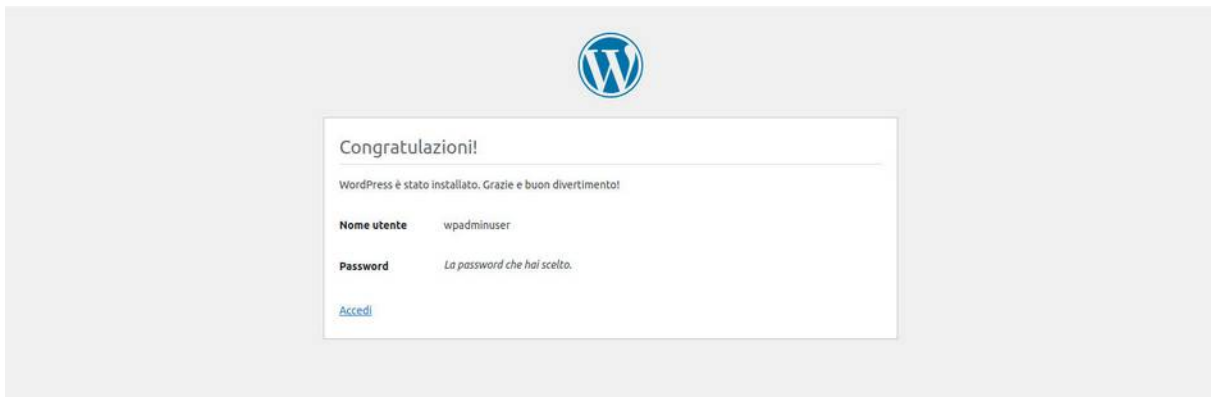 Congratulazioni!
WordPress è stato installato. Grazie e buon divertimento!
Nome utente wpadminuser
Password La password che hai scelto.
Accedi